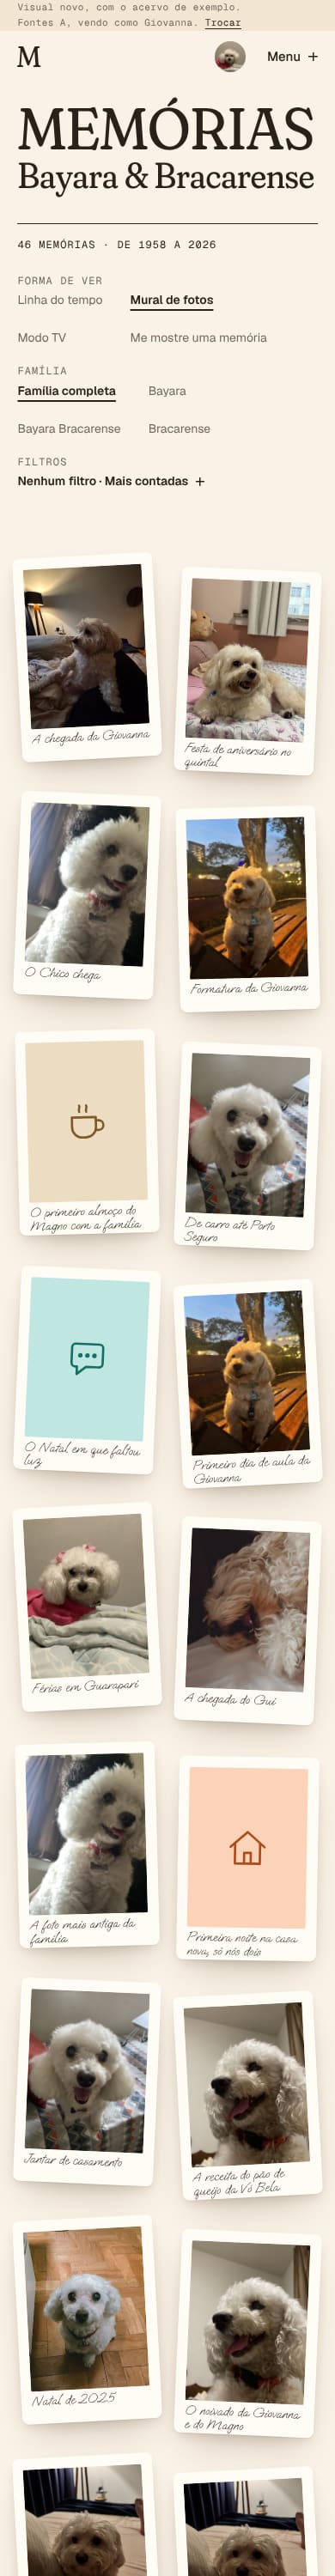 Visual novo, com o acervo de exemplo.
Fontes A, vendo como Giovanna. Trocar
M
Menu +
MEMÓRIAS
Bayara & Bracarense
46 MEMÓRIAS · DE 1958 A 2026
FORMA DE VER
Linha do tempo
Mural de fotos
Modo TV
Me mostre uma memória
FAMÍLIA
Família completa
Bayara
Bayara Bracarense
Bracarense
FILTROS
Nenhum filtro · Mais contadas +
A chegada da Giovanna
Festa de aniversário no
quintal
O Chico chega
Formatura da Giovanna
O primeiro almoço do
Magno com a família
De carro até Porto
Seguro
O Natal em que faltou
luz
Primeiro dia de aula da
Giovanna
Férias em Guarapari
A chegada do Gui
A foto mais antiga da
família
Primeira noite na casa
nova, só nós dois
Jantar de casamento
A receita do pão de
queijo da Vó Bela
Natal de 2025
O noivado da Giovanna
e do Magno